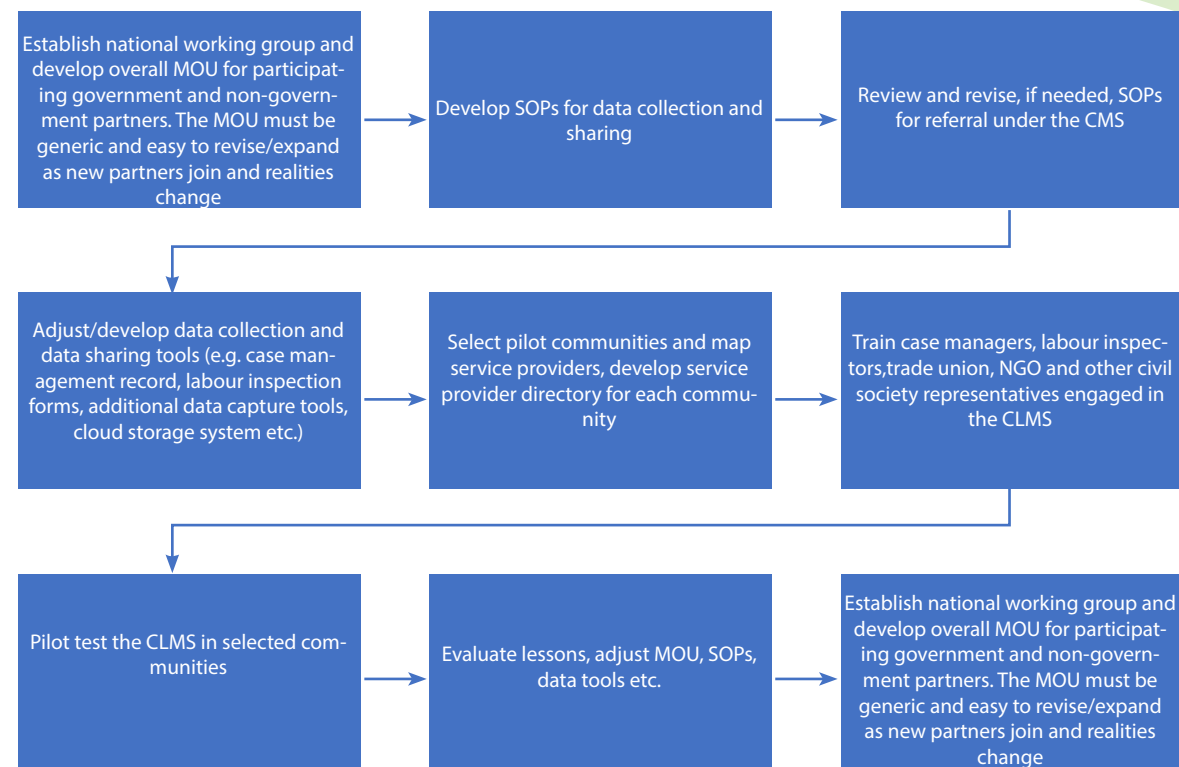 Establish national working group and
develop overall MOU for participat-
ing government and non-govern-
ment partners. The MOU must be
generic and easy to revise/expand
as new partners join and realities
change
Develop SOPs for data collection and
sharing
Review and revise, if needed, SOPs
for referral under the CMS
Adjust/develop data collection and
data sharing tools (e.g. case man-
agement record, labour inspection
forms, additional data capture tools,
cloud storage system etc.)
Select pilot communities and map
service providers, develop service
provider directory for each commu-
nity
Train case managers, labour inspec-
tors,trade union, NGO and other civil
society representatives engaged in
the CLMS
Pilot test the CLMS in selected com-
munities
Evaluate lessons, adjust MOU, SOPs,
data tools etc.
Establish national working group and
develop overall MOU for participat-
ing government and non-govern-
ment partners. The MOU must be
generic and easy to revise/expand
as new partners join and realities
change